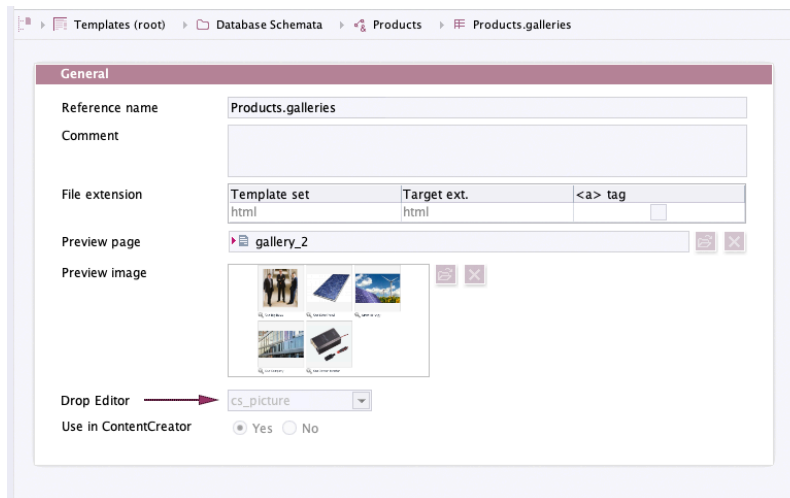 Templates (root) Database Schemata Products Products.galleries
General
Reference name Products.galleries
Comment
File extension Template set Target ext. <a> tag
html html
Preview page gallery_2
Preview image
Drop Editor cs_picture
Use in ContentCreator Yes No